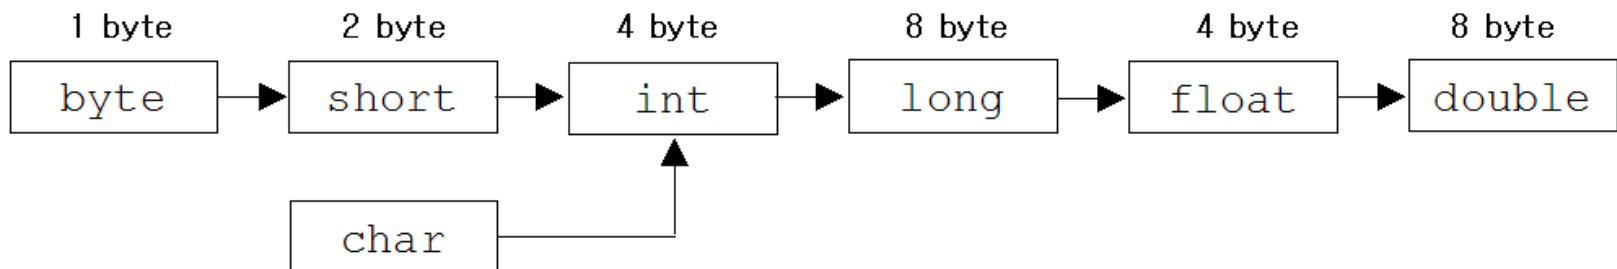 1 byte 2 byte 4 byte 8 byte 4 byte 8 byte
byte short int long float double
char